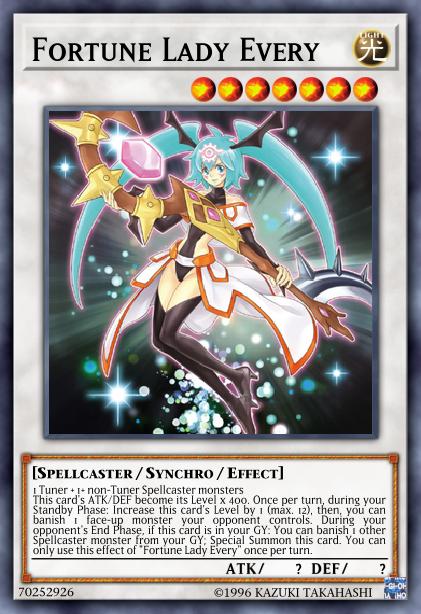 Fortune Lady Every
LIGHT
光
[Spellcaster / Synchro / Effect]
1 Tuner + 1+ non-Tuner Spellcaster monsters
This card's ATK/DEF become its Level x 400. Once per turn, during your
Standby Phase: Increase this card's Level by 1 (max. 12), then, you can
banish 1 face-up monster your opponent controls. During your
opponent's End Phase, if this card is in your GY: You can banish 1 other
Spellcaster monster from your GY; Special Summon this card. You can
only use this effect of "Fortune Lady Every" once per turn.
ATK/ ? DEF/ ?
70252926
©1996 KAZUKI TAKAHASHI